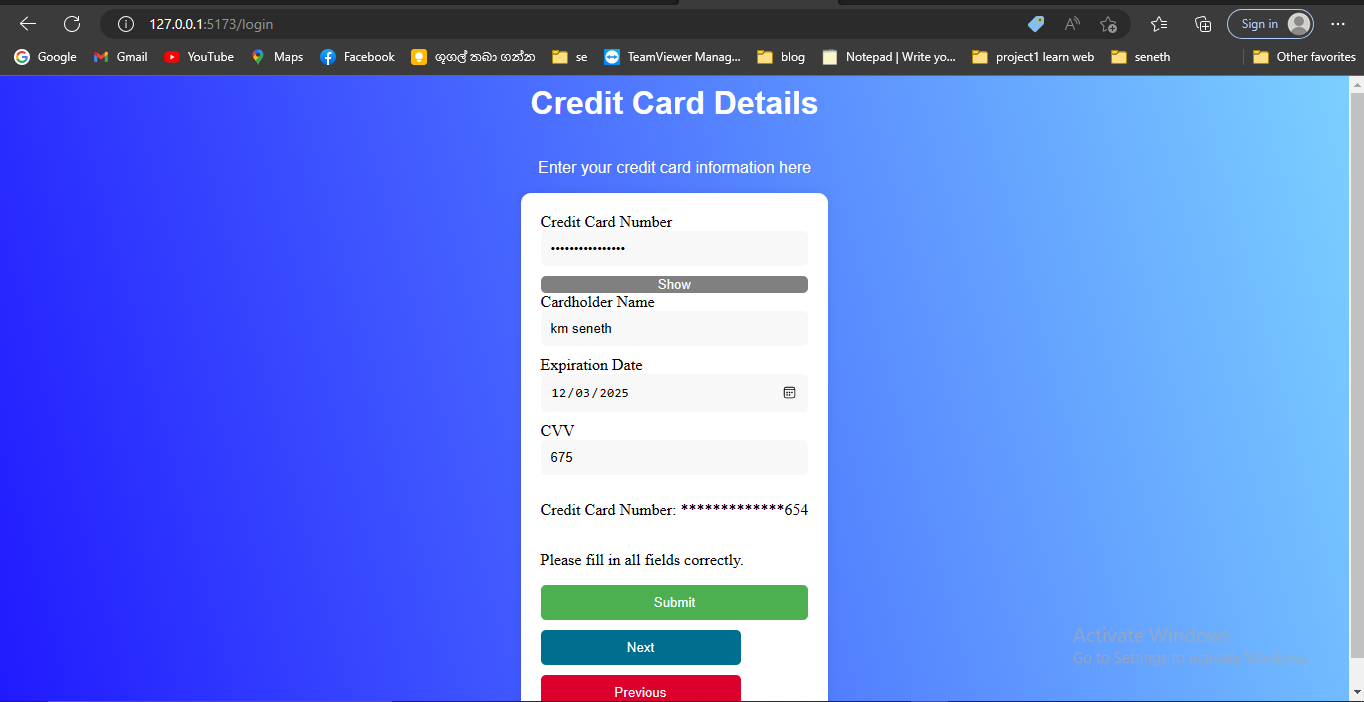 127.0.0.1:5173/login
Sign in
Google Gmail YouTube Maps Facebook ගූගල් තබා ගන්න se TeamViewer Manag... blog Notepad | Write yo... project1 learn web seneth Other favorites
Credit Card Details
Enter your credit card information here
Credit Card Number
••••••••••••••••
Show
Cardholder Name
km seneth
Expiration Date
12/03/2025
CVV
675
Credit Card Number: *************654
Please fill in all fields correctly.
Submit
Next
Previous
Activate Windows
Go to Settings to activate Windows.